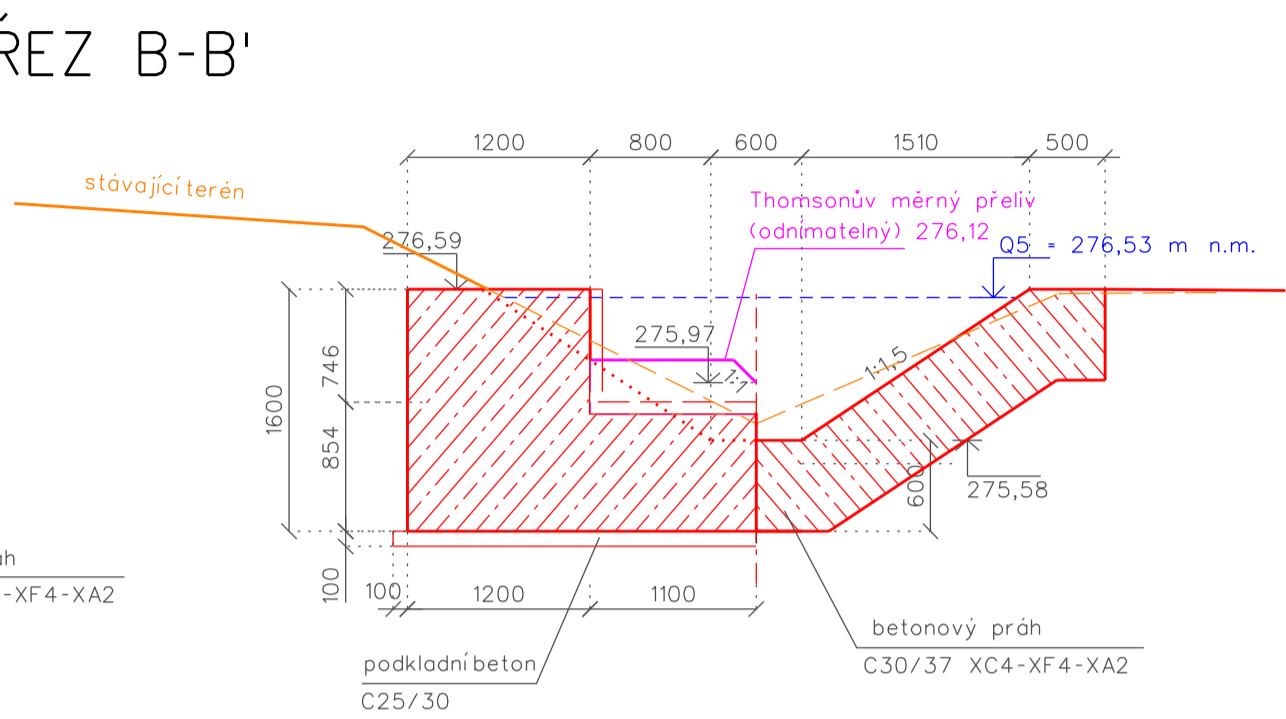 ŘEZ B-B'
1200
800
600
1510
500
stávající terén
Thomsonův měrný přeliv
(odnímatelný) 276,12
276,59
Q5 = 276,53 m n.m.
275,97
1:1
1:1,5
746
1600
854
600
275,58
100
100
1200
1100
-XF4-XA2
betonový práh
C30/37 XC4-XF4-XA2
podkladní beton
C25/30